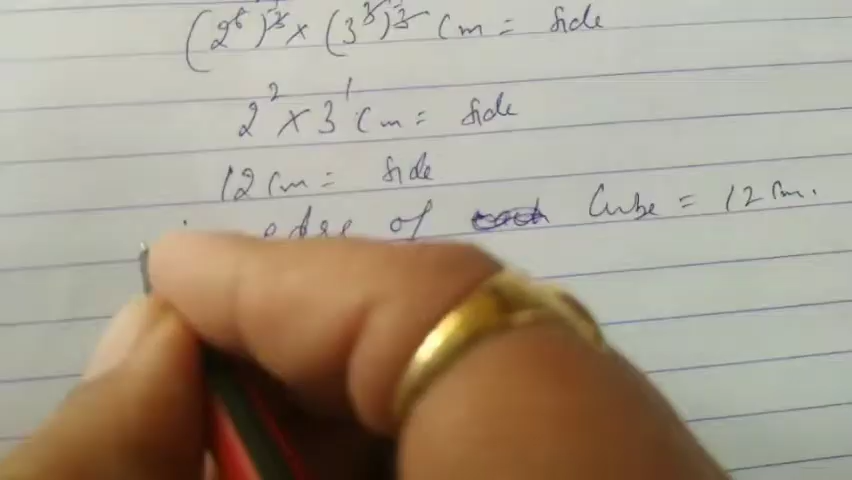 (2⁶)^⅓ × (3³)^⅓ cm = side
2² × 3¹ cm = side
12 cm = side
edge of Cube = 12 cm.